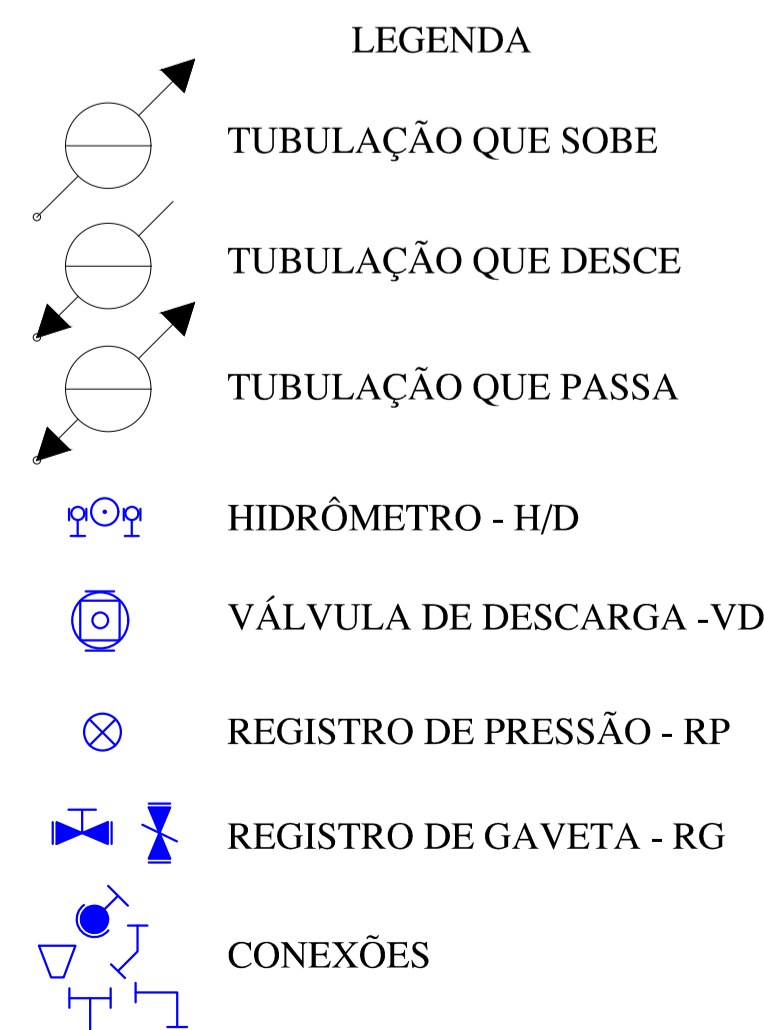 LEGENDA
TUBULAÇÃO QUE SOBE
TUBULAÇÃO QUE DESCE
TUBULAÇÃO QUE PASSA
HIDRÔMETRO - H/D
VÁLVULA DE DESCARGA -VD
REGISTRO DE PRESSÃO - RP
REGISTRO DE GAVETA - RG
CONEXÕES